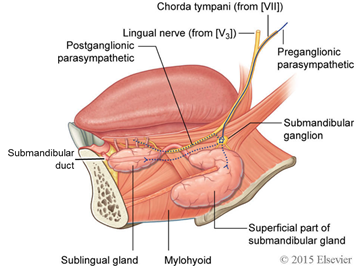 Chorda tympani (from [VII])
Lingual nerve (from [V3])
Postganglionic
parasympathetic
Preganglionic
parasympathetic
Submandibular
ganglion
Submandibular
duct
Superficial part of
submandibular gland
Sublingual gland
Mylohyoid
© 2015 Elsevier